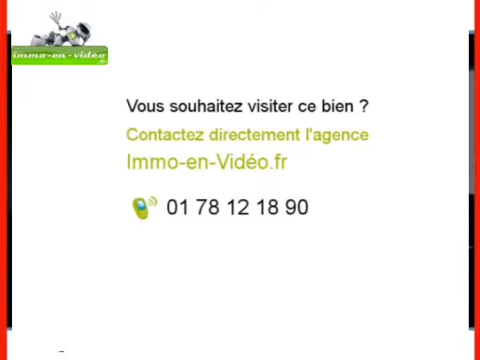 immo-en-vidéo
.fr
Vous souhaitez visiter ce bien ?
Contactez directement l'agence
Immo-en-Vidéo.fr
01 78 12 18 90